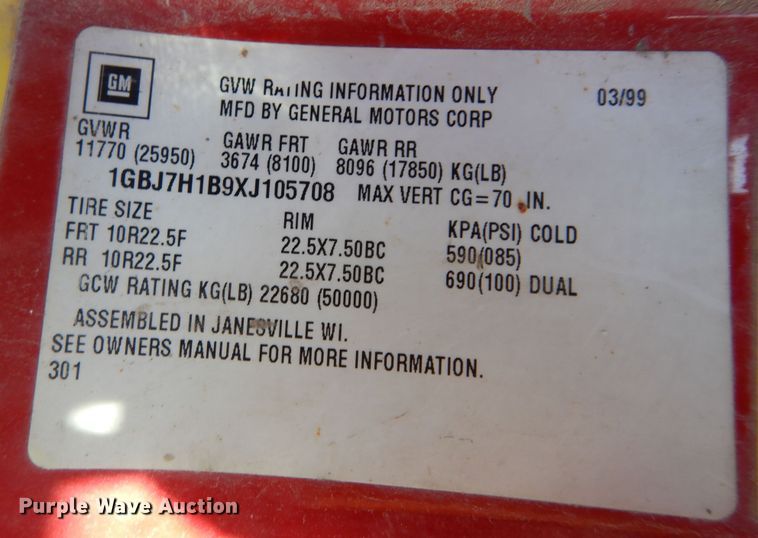 GM
GVW RATING INFORMATION ONLY 03/99
MFD BY GENERAL MOTORS CORP
GVWR GAWR FRT GAWR RR
11770 (25950) 3674 (8100) 8096 (17850) KG(LB)
1GBJ7H1B9XJ105708 MAX VERT CG=70 IN.
TIRE SIZE RIM KPA(PSI) COLD
FRT 10R22.5F 22.5X7.50BC 590(085)
RR 10R22.5F 22.5X7.50BC 690(100) DUAL
GCW RATING KG(LB) 22680 (50000)
ASSEMBLED IN JANESVILLE WI.
SEE OWNERS MANUAL FOR MORE INFORMATION.
301
Purple Wave Auction